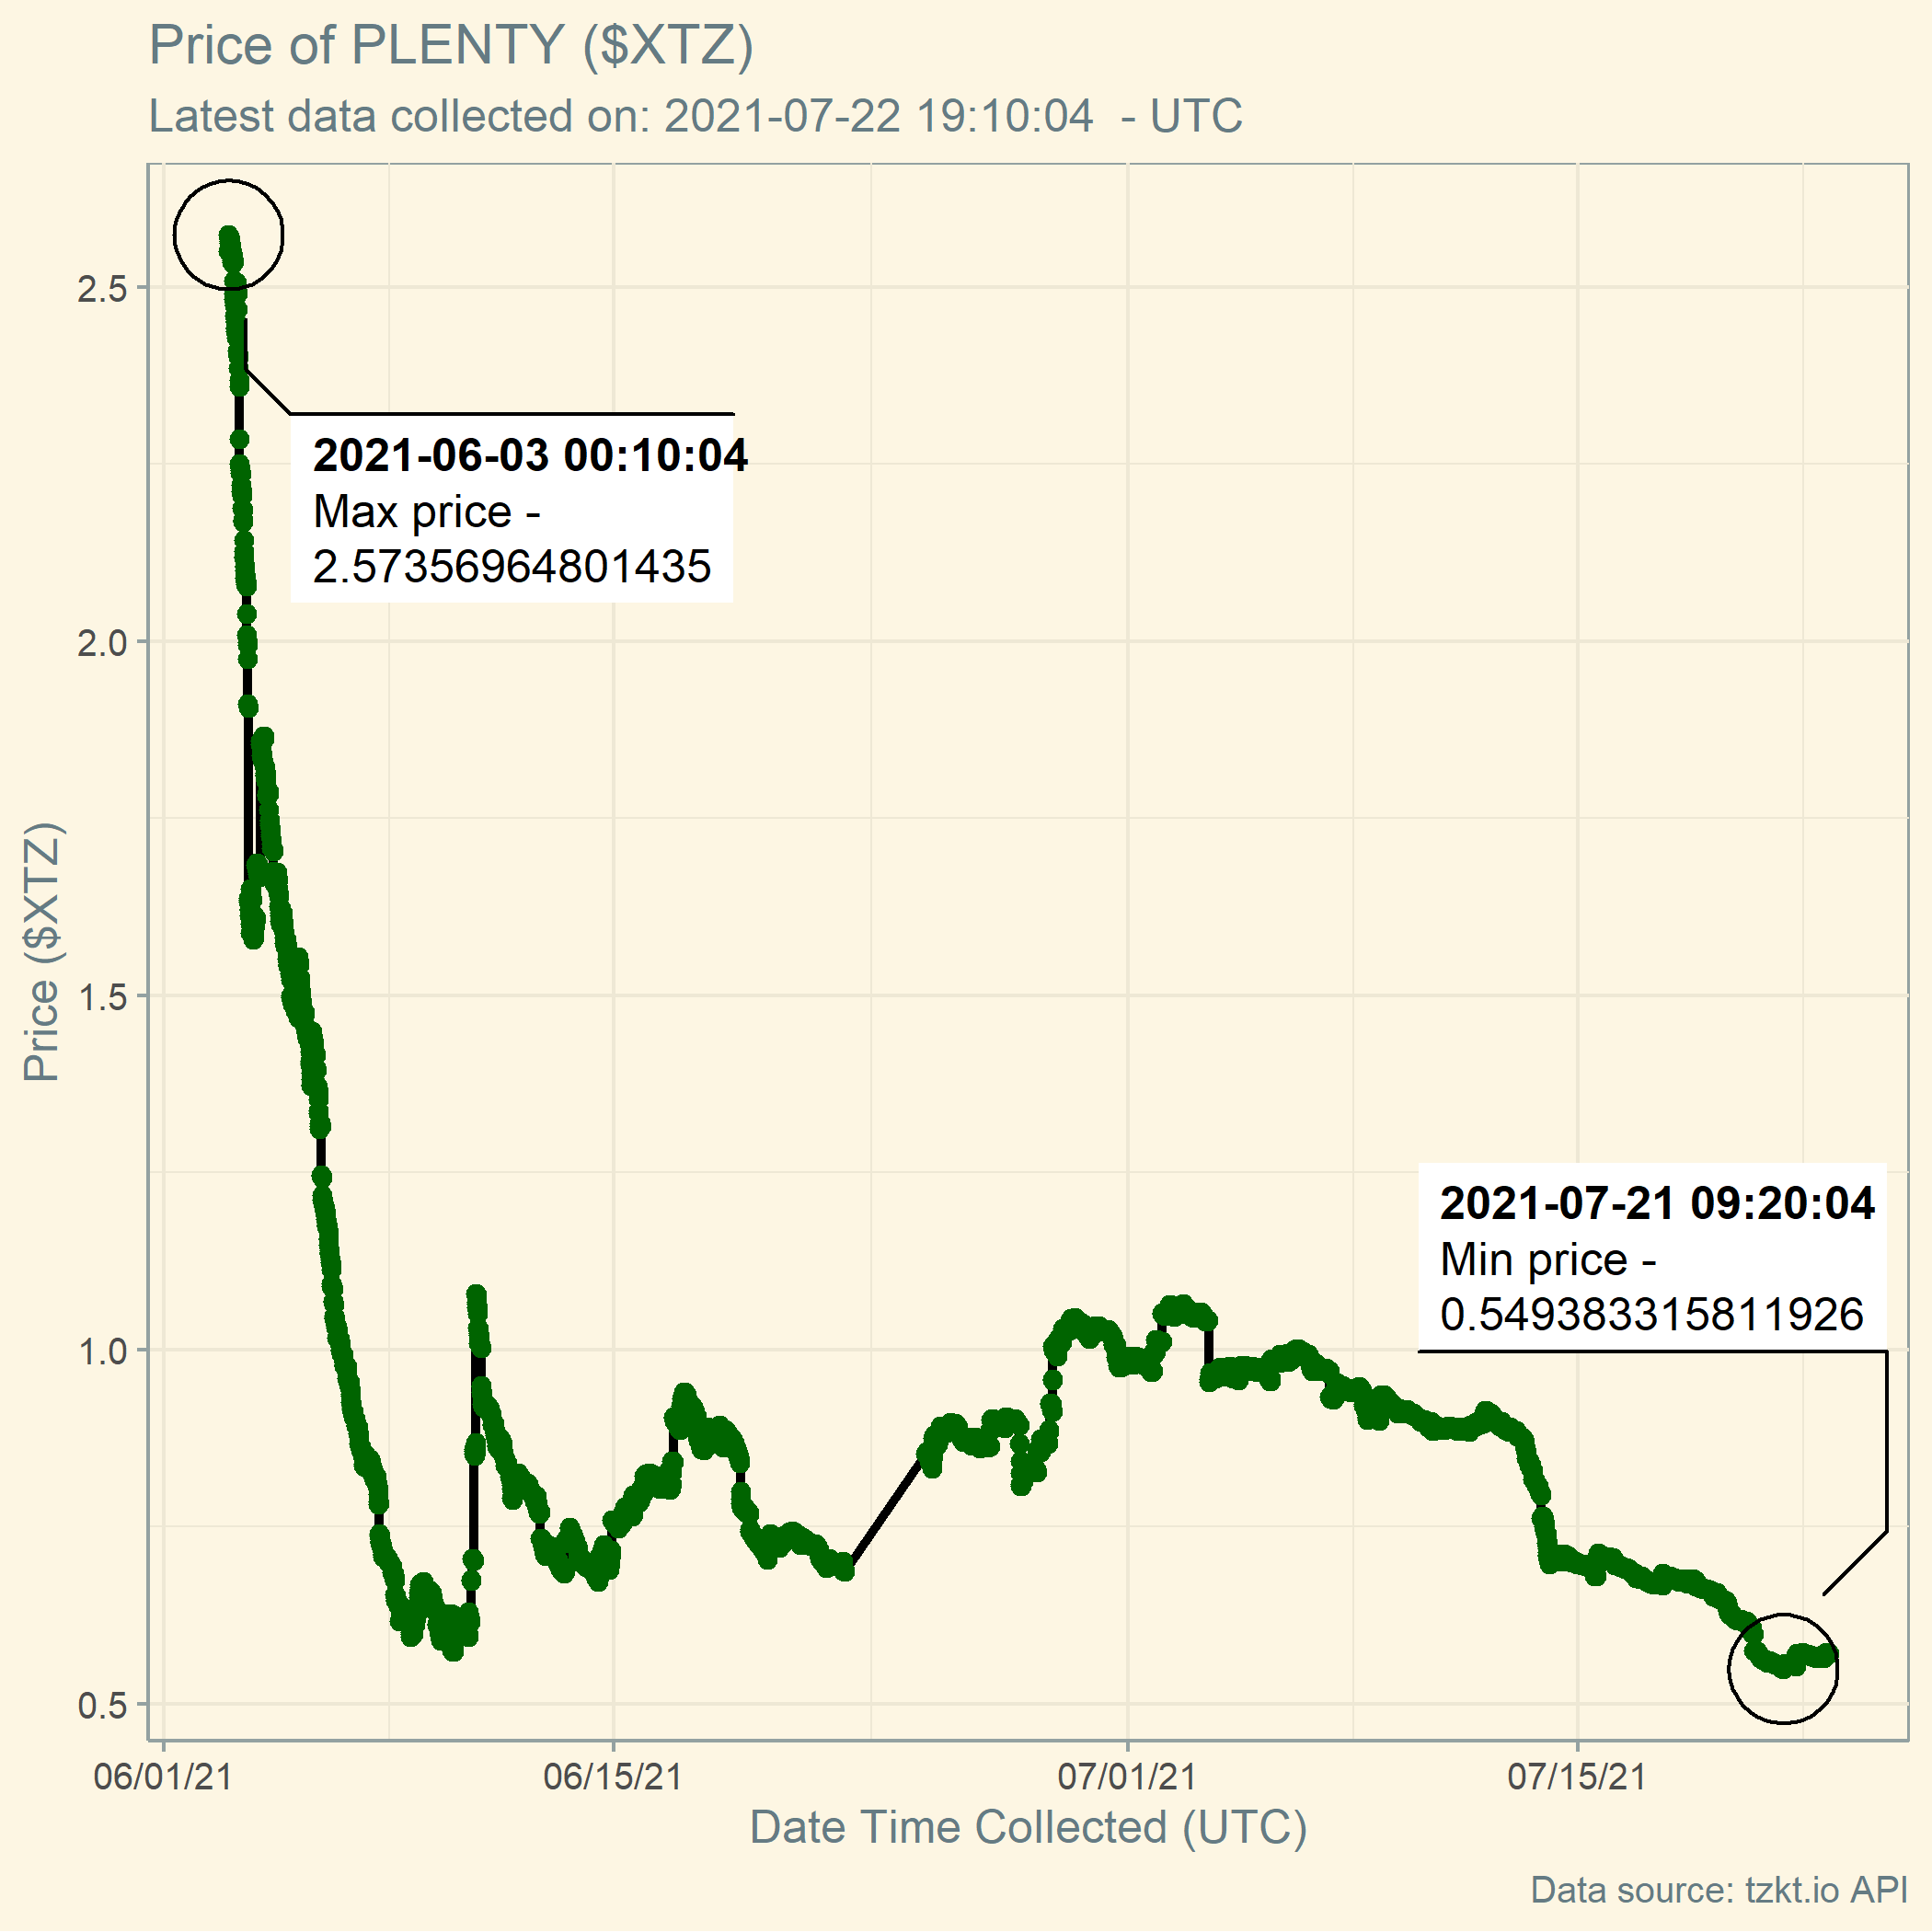 Price of PLENTY ($XTZ)
Latest data collected on: 2021-07-22 19:10:04  - UTC
2021-06-03 00:10:04
Max price -
2.57356964801435
2021-07-21 09:20:04
Min price -
0.549383315811926
Price ($XTZ)
2.5
2.0
1.5
1.0
0.5
06/01/21 06/15/21 07/01/21 07/15/21
Date Time Collected (UTC)
Data source: tzkt.io API